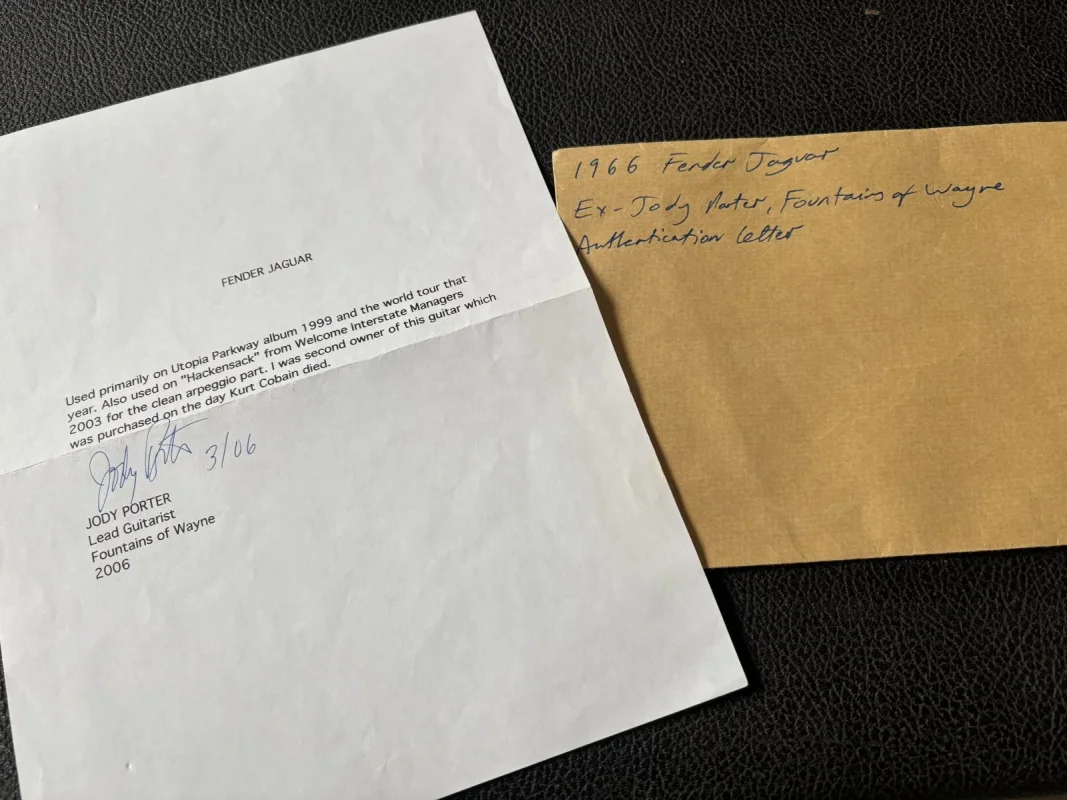 FENDER JAGUAR
Used primarily on Utopia Parkway album 1999 and the world tour that
year. Also used on "Hackensack" from Welcome Interstate Managers
2003 for the clean arpeggio part. I was second owner of this guitar which
was purchased on the day Kurt Cobain died.
Jody Porter 3/06
JODY PORTER
Lead Guitarist
Fountains of Wayne
2006
1966 Fender Jaguar
Ex-Jody Porter, Fountains of Wayne
Authentication letter